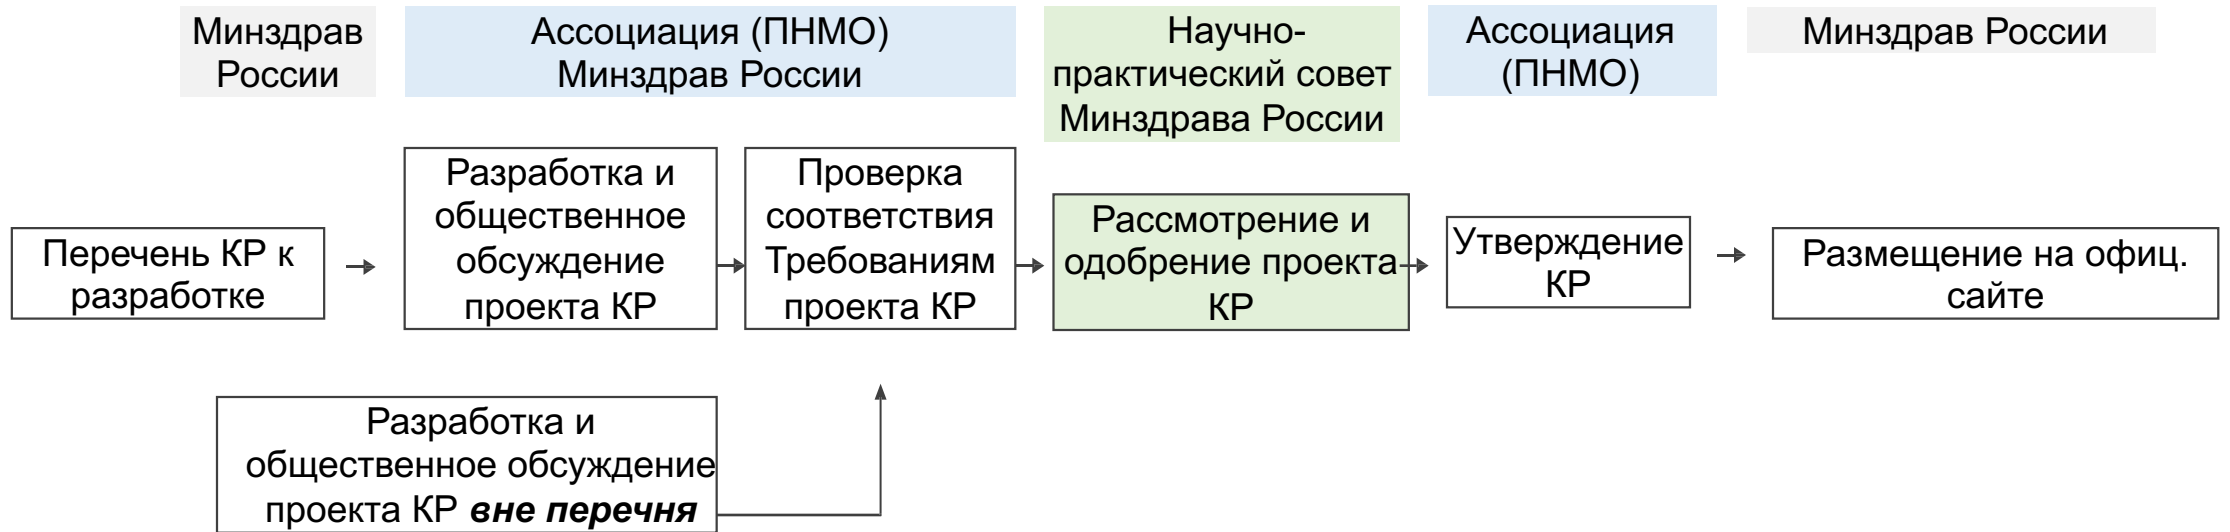 Минздрав
России
Ассоциация (ПНМО)
Минздрав России
Научно-
практический совет
Минздрава России
Ассоциация
(ПНМО)
Минздрав России
Перечень КР к
разработке
Разработка и
общественное
обсуждение
проекта КР
Проверка
соответствия
Требованиям
проекта КР
Рассмотрение и
одобрение проекта
КР
Утверждение
КР
Размещение на офиц.
сайте
Разработка и
общественное обсуждение
проекта КР вне перечня